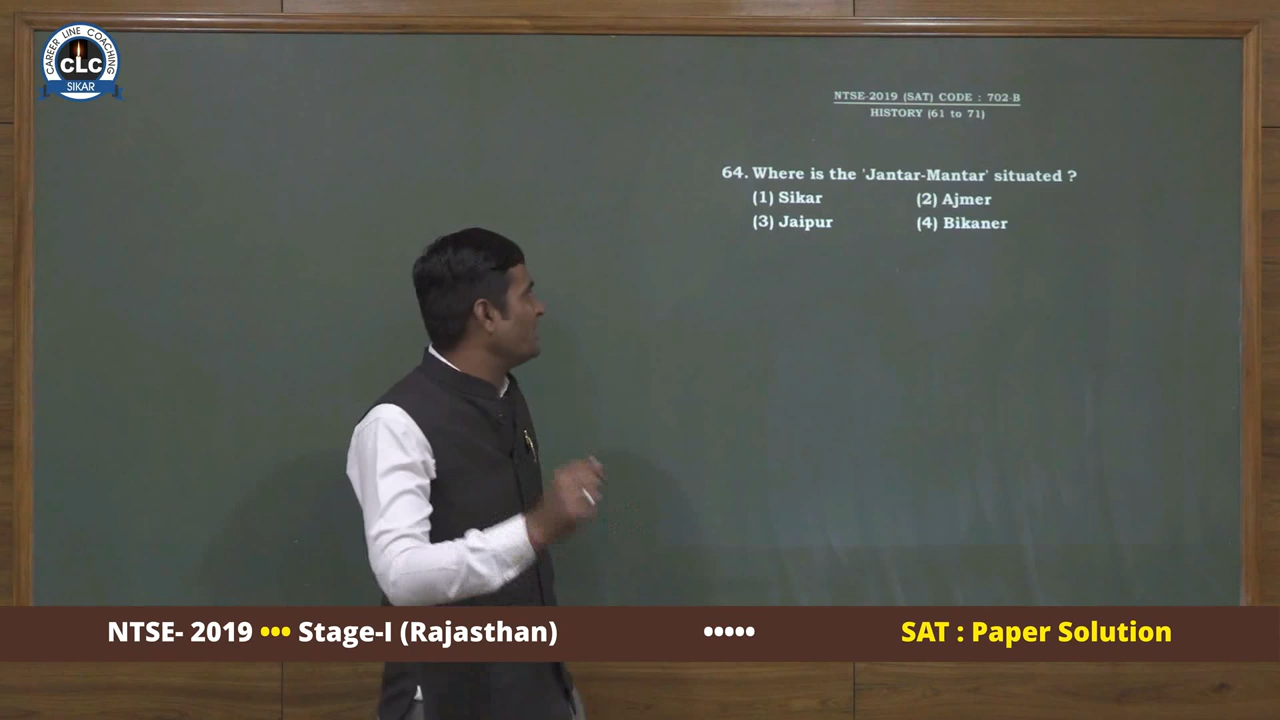 CAREER LINE COACHING
CLC
SIKAR
NTSE-2019 (SAT) CODE : 702-B
HISTORY (61 to 71)
64. Where is the 'Jantar-Mantar' situated ?
(1) Sikar (2) Ajmer
(3) Jaipur (4) Bikaner
NTSE- 2019 ••• Stage-I (Rajasthan) ••••• SAT : Paper Solution